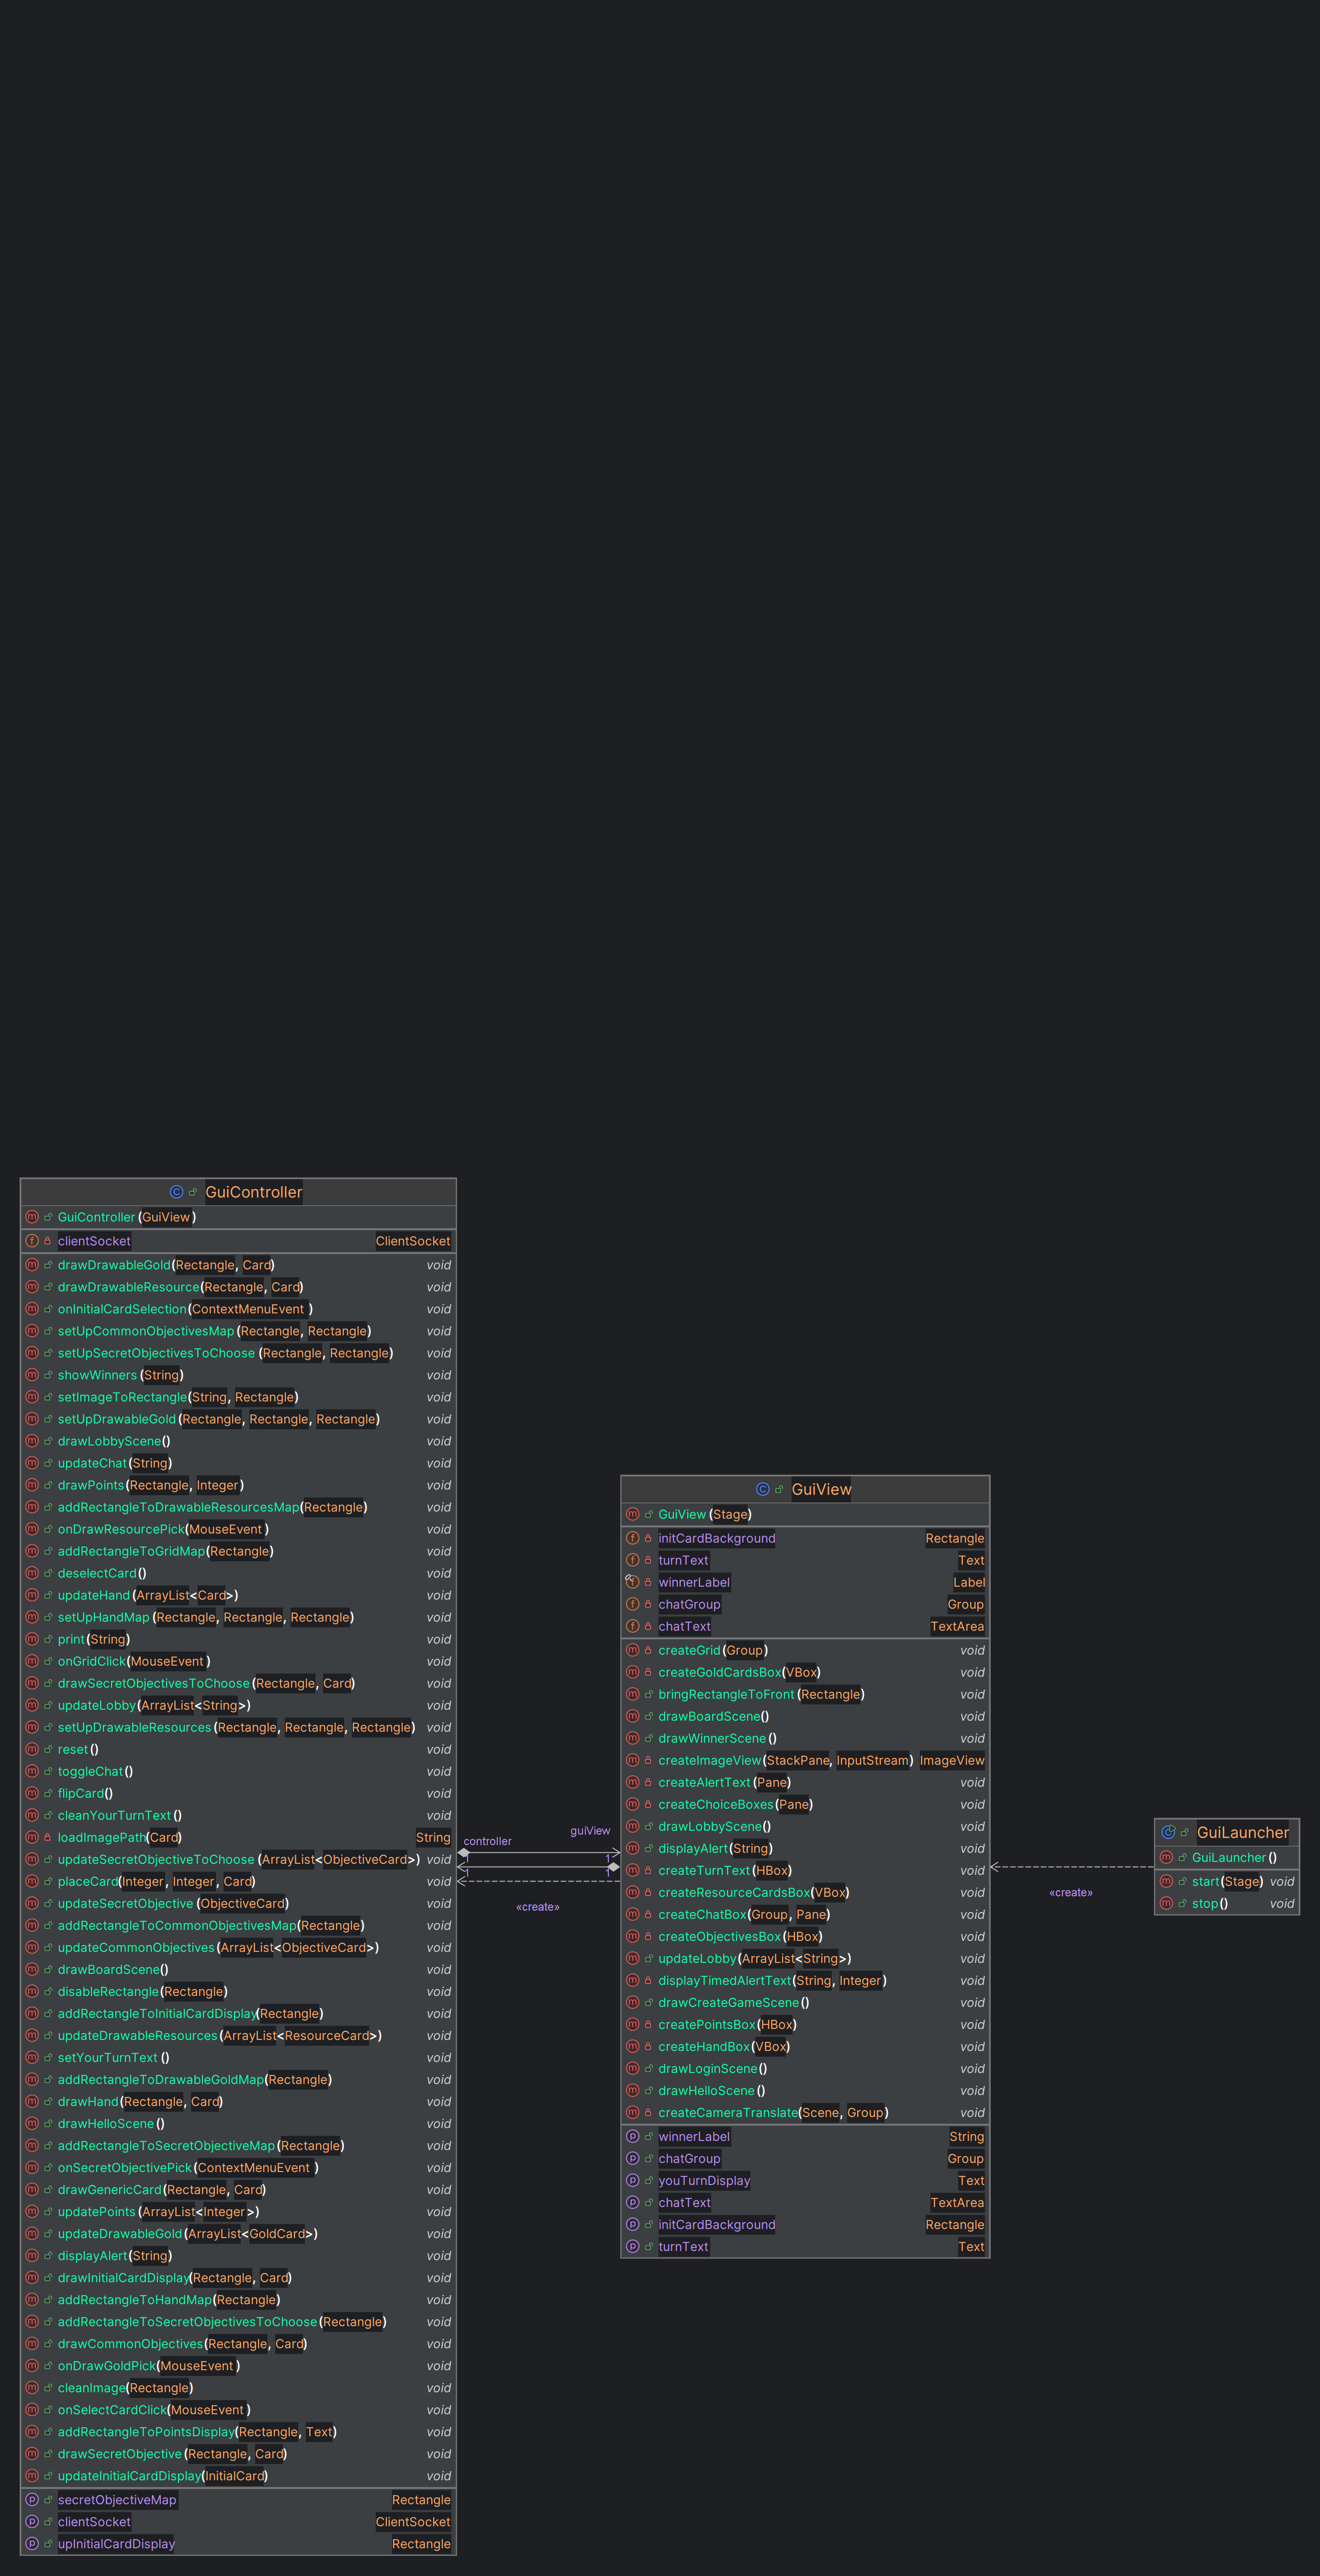 GuiController
GuiController(GuiView)
clientSocket ClientSocket
drawDrawableGold(Rectangle, Card) void
drawDrawableResource(Rectangle, Card) void
onInitialCardSelection(ContextMenuEvent) void
setUpCommonObjectivesMap(Rectangle, Rectangle) void
setUpSecretObjectivesToChoose(Rectangle, Rectangle) void
showWinners(String) void
setImageToRectangle(String, Rectangle) void
setUpDrawableGold(Rectangle, Rectangle, Rectangle) void
drawLobbyScene() void
updateChat(String) void
drawPoints(Rectangle, Integer) void
addRectangleToDrawableResourcesMap(Rectangle) void
onDrawResourcePick(MouseEvent) void
addRectangleToGridMap(Rectangle) void
deselectCard() void
updateHand(ArrayList<Card>) void
setUpHandMap(Rectangle, Rectangle, Rectangle) void
print(String) void
onGridClick(MouseEvent) void
drawSecretObjectivesToChoose(Rectangle, Card) void
updateLobby(ArrayList<String>) void
setUpDrawableResources(Rectangle, Rectangle, Rectangle) void
reset() void
toggleChat() void
flipCard() void
cleanYourTurnText() void
loadImagePath(Card) String
updateSecretObjectiveToChoose(ArrayList<ObjectiveCard>) void
placeCard(Integer, Integer, Card) void
updateSecretObjective(ObjectiveCard) void
addRectangleToCommonObjectivesMap(Rectangle) void
updateCommonObjectives(ArrayList<ObjectiveCard>) void
drawBoardScene() void
disableRectangle(Rectangle) void
addRectangleToInitialCardDisplay(Rectangle) void
updateDrawableResources(ArrayList<ResourceCard>) void
setYourTurnText() void
addRectangleToDrawableGoldMap(Rectangle) void
drawHand(Rectangle, Card) void
drawHelloScene() void
addRectangleToSecretObjectiveMap(Rectangle) void
onSecretObjectivePick(ContextMenuEvent) void
drawGenericCard(Rectangle, Card) void
updatePoints(ArrayList<Integer>) void
updateDrawableGold(ArrayList<GoldCard>) void
displayAlert(String) void
drawInitialCardDisplay(Rectangle, Card) void
addRectangleToHandMap(Rectangle) void
addRectangleToSecretObjectivesToChoose(Rectangle) void
drawCommonObjectives(Rectangle, Card) void
onDrawGoldPick(MouseEvent) void
cleanImage(Rectangle) void
onSelectCardClick(MouseEvent) void
addRectangleToPointsDisplay(Rectangle, Text) void
drawSecretObjective(Rectangle, Card) void
updateInitialCardDisplay(InitialCard) void
secretObjectiveMap Rectangle
clientSocket ClientSocket
upInitialCardDisplay Rectangle
controller
guiView
1
1
1
1
«create»
GuiView
GuiView(Stage)
initCardBackground Rectangle
turnText Text
winnerLabel Label
chatGroup Group
chatText TextArea
createGrid(Group) void
createGoldCardsBox(VBox) void
bringRectangleToFront(Rectangle) void
drawBoardScene() void
drawWinnerScene() void
createImageView(StackPane, InputStream) ImageView
createAlertText(Pane) void
createChoiceBoxes(Pane) void
drawLobbyScene() void
displayAlert(String) void
createTurnText(HBox) void
createResourceCardsBox(VBox) void
createChatBox(Group, Pane) void
createObjectivesBox(HBox) void
updateLobby(ArrayList<String>) void
displayTimedAlertText(String, Integer) void
drawCreateGameScene() void
createPointsBox(HBox) void
createHandBox(VBox) void
drawLoginScene() void
drawHelloScene() void
createCameraTranslate(Scene, Group) void
winnerLabel String
chatGroup Group
youTurnDisplay Text
chatText TextArea
initCardBackground Rectangle
turnText Text
«create»
GuiLauncher
GuiLauncher()
start(Stage) void
stop() void